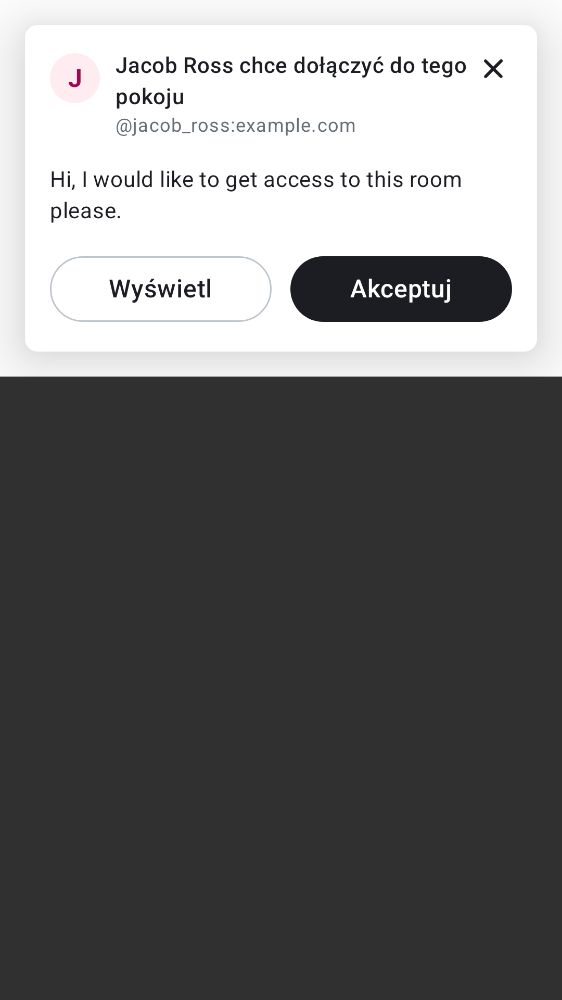 J
Jacob Ross chce dołączyć do tego
pokoju
@jacob_ross:example.com
Hi, I would like to get access to this room
please.
Wyświetl
Akceptuj